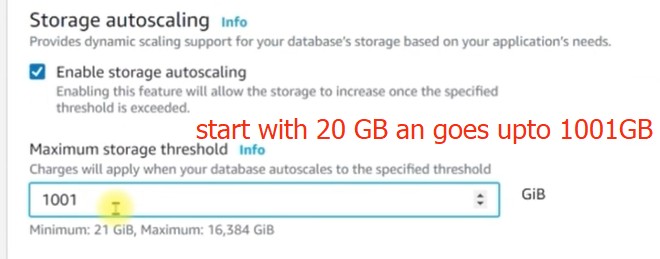 Storage autoscaling Info
Provides dynamic scaling support for your database's storage based on your application's needs.
Enable storage autoscaling
Enabling this feature will allow the storage to increase once the specified
threshold is exceeded.
start with 20 GB an goes upto 1001GB
Maximum storage threshold Info
Charges will apply when your database autoscales to the specified threshold
1001 GiB
Minimum: 21 GiB, Maximum: 16,384 GiB